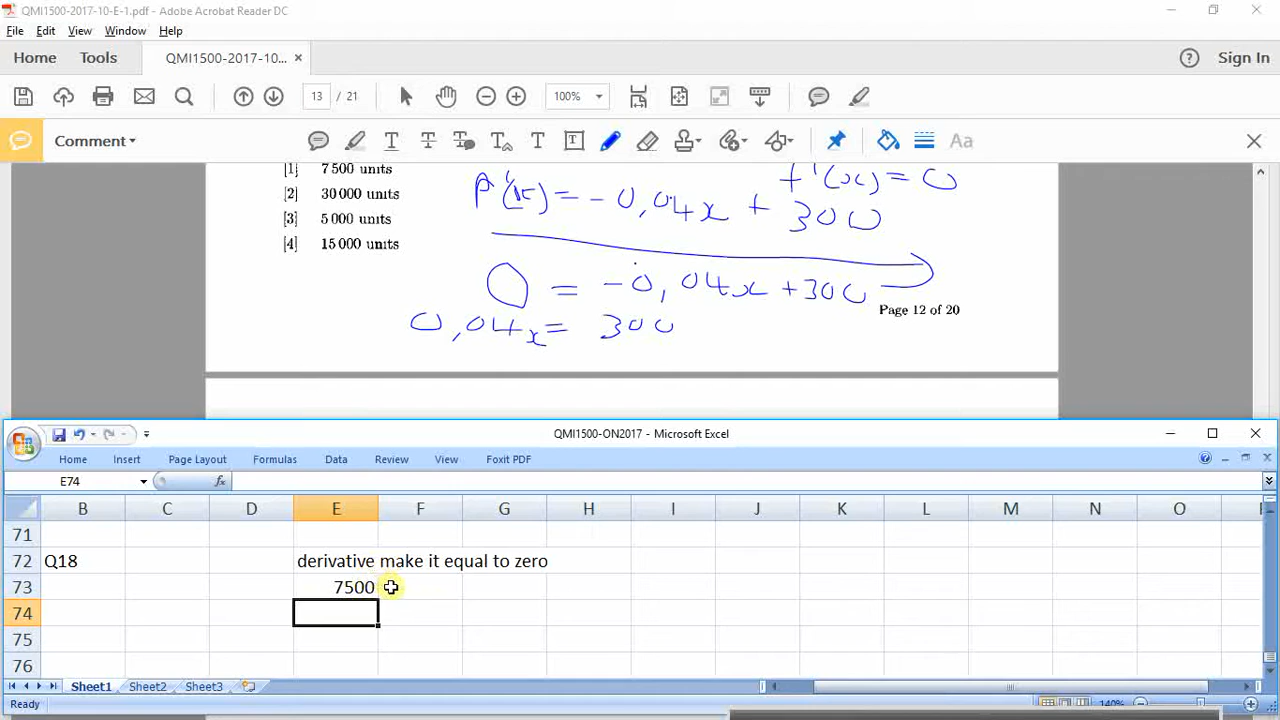 QMI1500-2017-10-E-1.pdf - Adobe Acrobat Reader DC
File Edit View Window Help
Home Tools QMI1500-2017-10-... × Sign In
13 / 21 100%
Comment
[1] 7 500 units
[2] 30 000 units
[3] 5 000 units
[4] 15 000 units
f'(x) = 0
P'(x) = -0,04x + 300
0 = -0,04x + 300
0,04x = 300
Page 12 of 20
QMI1500-ON2017 - Microsoft Excel
Home Insert Page Layout Formulas Data Review View Foxit PDF
E74 fx
B C D E F G H I J K L M N O
71
72 Q18 derivative make it equal to zero
73 7500
74
75
76
Sheet1 Sheet2 Sheet3
Ready 140%